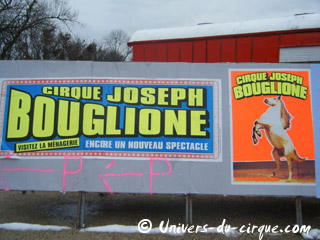 CIRQUE JOSEPH
BOUGLIONE
VISITEZ LA MÉNAGERIE
ENCORE UN NOUVEAU SPECTACLE
CIRQUE JOSEPH
BOUGLIONE
P
P
© Univers-du-cirque.com